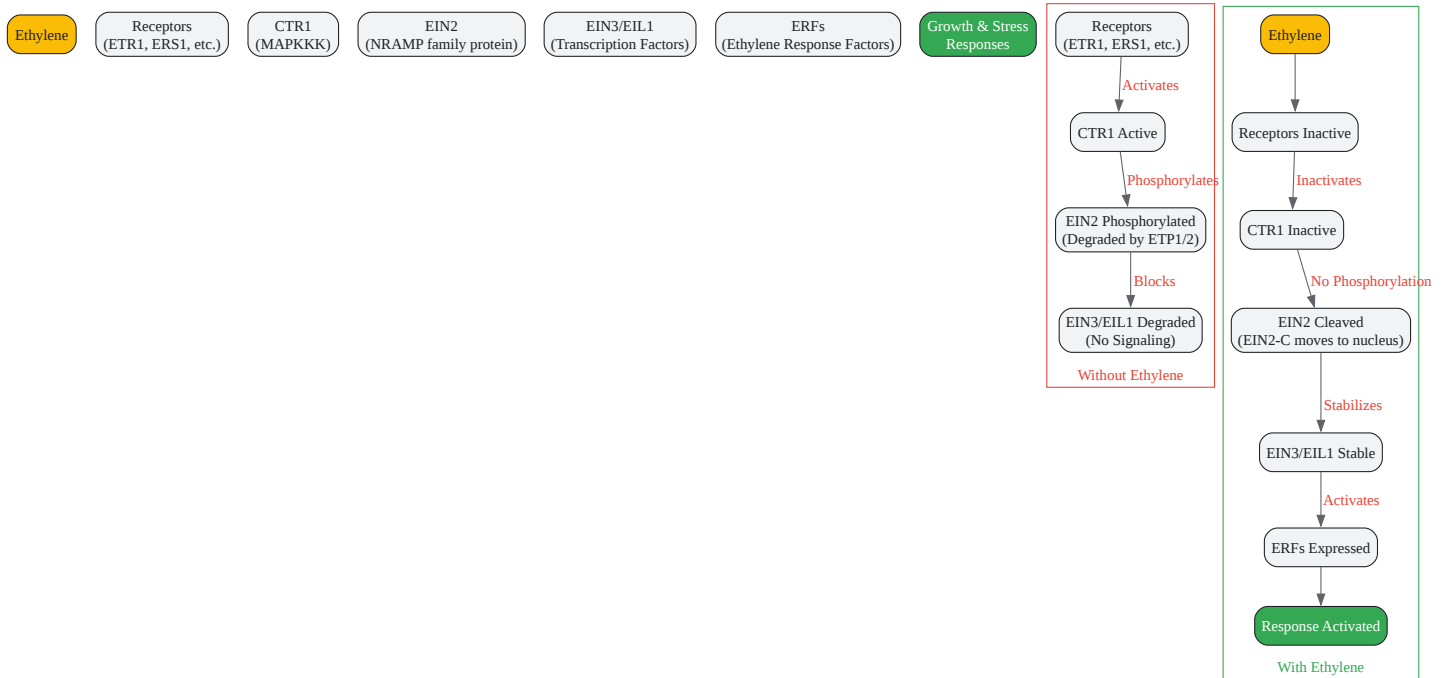 Ethylene
Receptors
(ETR1, ERS1, etc.)
CTR1
(MAPKKK)
EIN2
(NRAMP family protein)
EIN3/EIL1
(Transcription Factors)
ERFs
(Ethylene Response Factors)
Growth & Stress
Responses
Receptors
(ETR1, ERS1, etc.)
Activates
CTR1 Active
Phosphorylates
EIN2 Phosphorylated
(Degraded by ETP1/2)
Blocks
EIN3/EIL1 Degraded
(No Signaling)
Without Ethylene
Ethylene
Receptors Inactive
Inactivates
CTR1 Inactive
No Phosphorylation
EIN2 Cleaved
(EIN2-C moves to nucleus)
Stabilizes
EIN3/EIL1 Stable
Activates
ERFs Expressed
Response Activated
With Ethylene